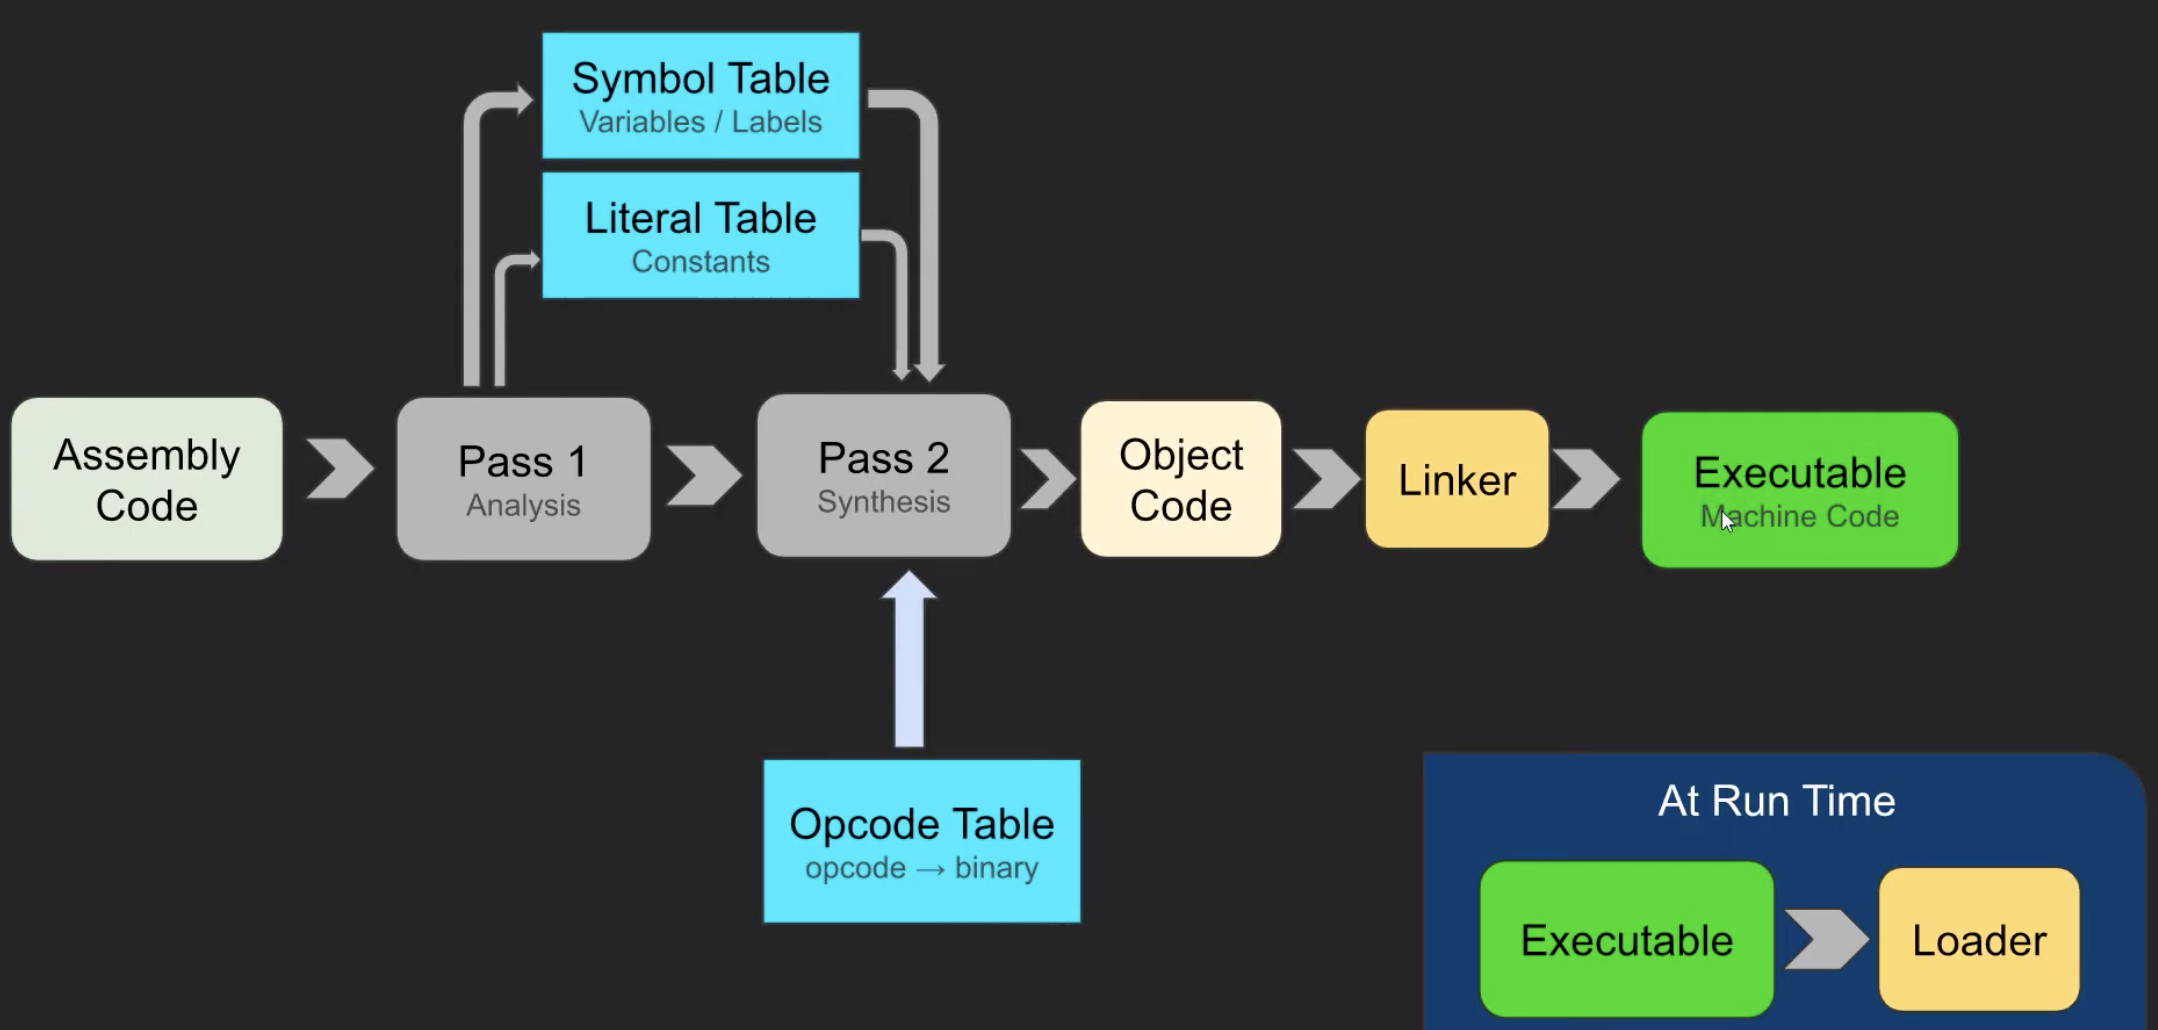 Symbol Table
Variables / Labels
Literal Table
Constants
Assembly
Code
Pass 1
Analysis
Pass 2
Synthesis
Object
Code
Linker
Executable
Machine Code
Opcode Table
opcode → binary
At Run Time
Executable
Loader